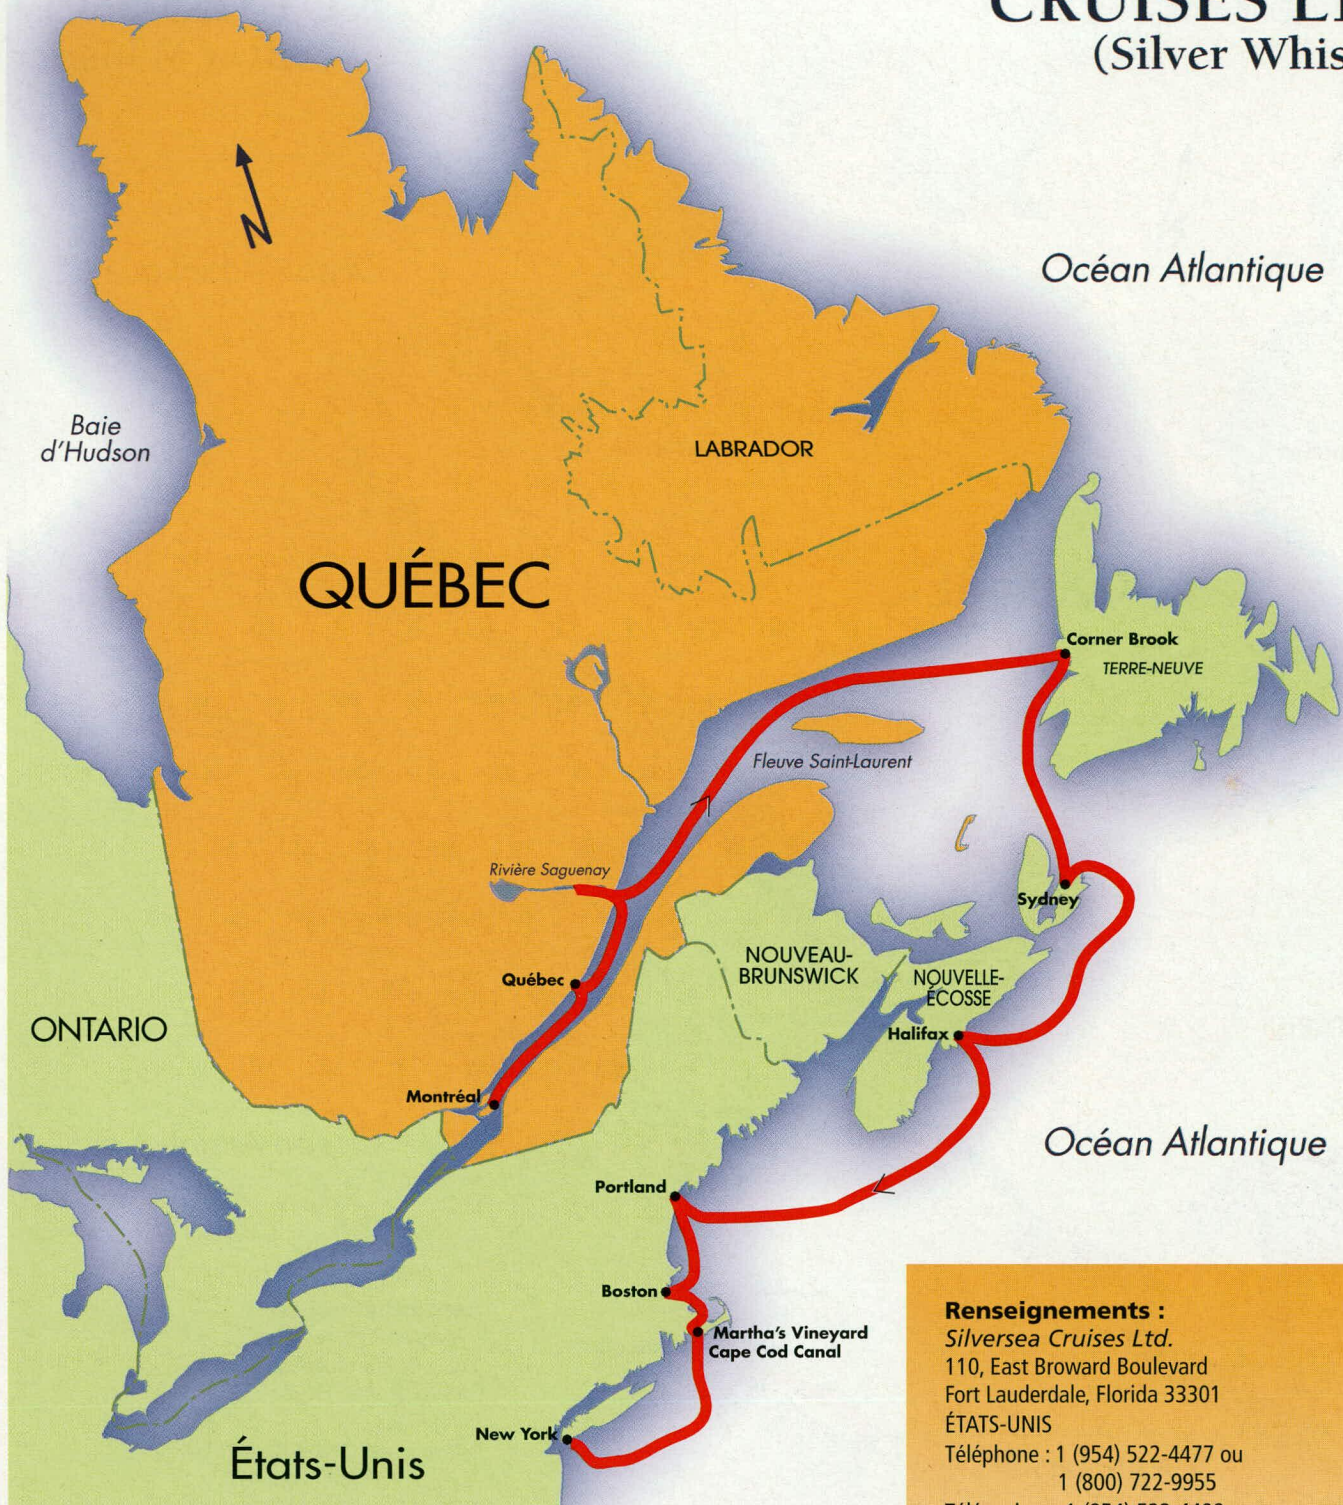 (Silver Whis
Océan Atlantique
Baie
d'Hudson
LABRADOR
QUÉBEC
Corner Brook
TERRE-NEUVE
Fleuve Saint-Laurent
Rivière Saguenay
Sydney
NOUVEAU-
BRUNSWICK
NOUVELLE-
ÉCOSSE
Québec
ONTARIO
Halifax
Montréal
Océan Atlantique
Portland
Boston
Martha's Vineyard
Cape Cod Canal
New York
États-Unis
N
CRUISES
Renseignements :
Silversea Cruises Ltd.
110, East Broward Boulevard
Fort Lauderdale, Florida 33301
ÉTATS-UNIS
Téléphone : 1 (954) 522-4477 ou
1 (800) 722-9955